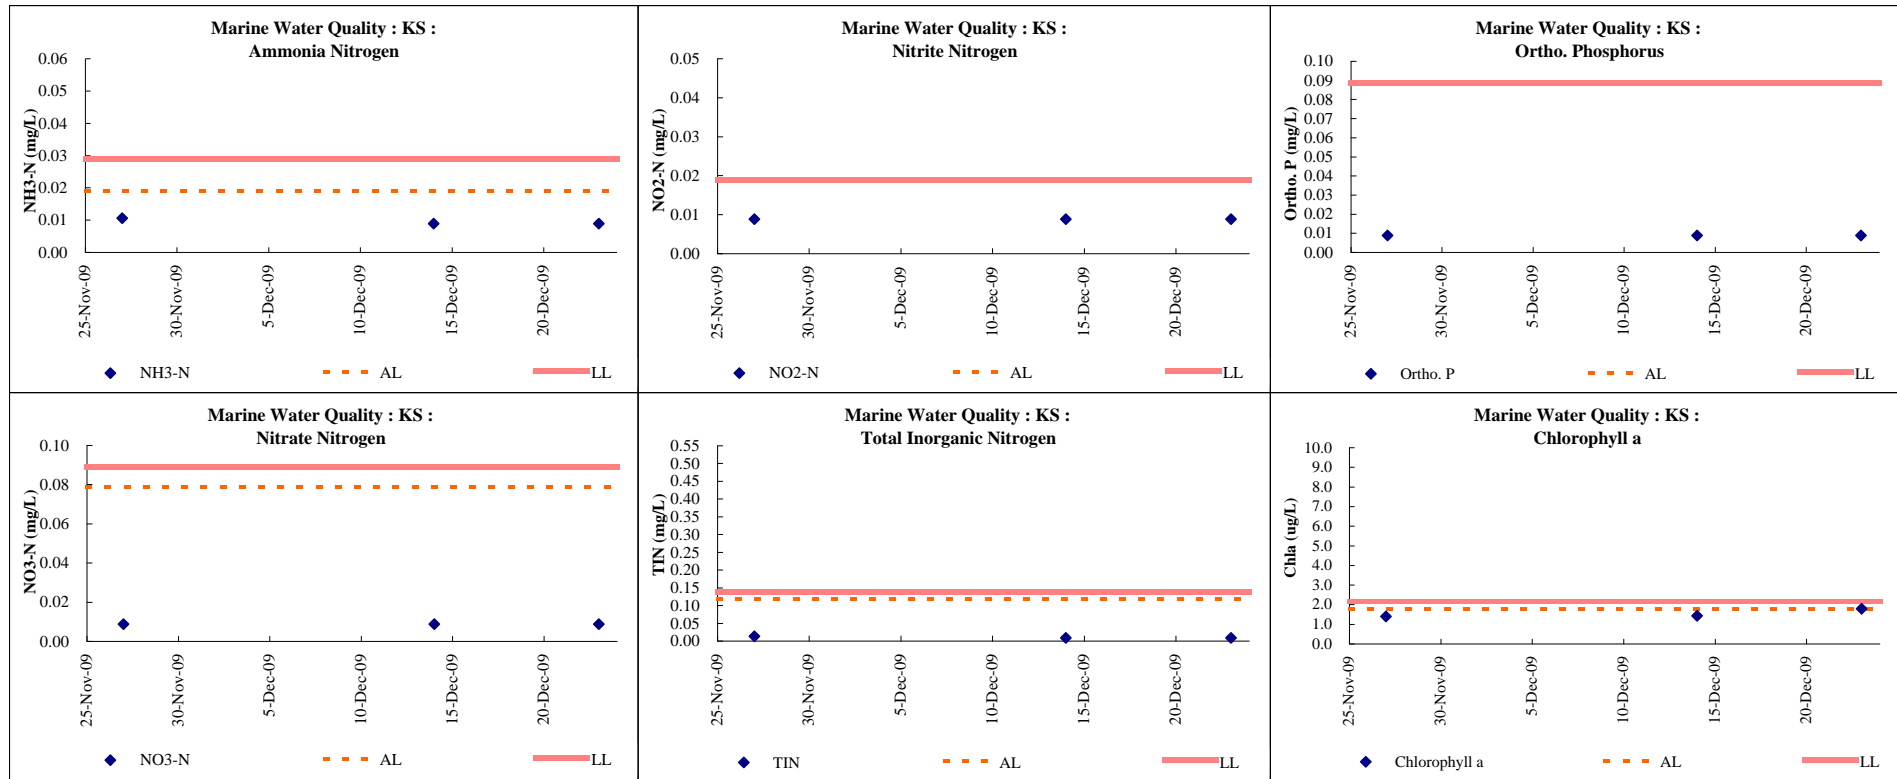 Marine Water Quality : KS :
Ammonia Nitrogen
NH3-N (mg/L)
0.06
0.05
0.04
0.03
0.02
0.01
0.00
25-Nov-09
30-Nov-09
5-Dec-09
10-Dec-09
15-Dec-09
20-Dec-09
NH3-N AL LL
Marine Water Quality : KS :
Nitrite Nitrogen
NO2-N (mg/L)
0.05
0.04
0.03
0.02
0.01
0.00
25-Nov-09
30-Nov-09
5-Dec-09
10-Dec-09
15-Dec-09
20-Dec-09
NO2-N AL LL
Marine Water Quality : KS :
Ortho. Phosphorus
Ortho. P (mg/L)
0.10
0.09
0.08
0.07
0.06
0.05
0.04
0.03
0.02
0.01
0.00
25-Nov-09
30-Nov-09
5-Dec-09
10-Dec-09
15-Dec-09
20-Dec-09
Ortho. P AL LL
Marine Water Quality : KS :
Nitrate Nitrogen
NO3-N (mg/L)
0.10
0.08
0.06
0.04
0.02
0.00
25-Nov-09
30-Nov-09
5-Dec-09
10-Dec-09
15-Dec-09
20-Dec-09
NO3-N AL LL
Marine Water Quality : KS :
Total Inorganic Nitrogen
TIN (mg/L)
0.55
0.50
0.45
0.40
0.35
0.30
0.25
0.20
0.15
0.10
0.05
0.00
25-Nov-09
30-Nov-09
5-Dec-09
10-Dec-09
15-Dec-09
20-Dec-09
TIN AL LL
Marine Water Quality : KS :
Chlorophyll a
Chla (ug/L)
10.0
9.0
8.0
7.0
6.0
5.0
4.0
3.0
2.0
1.0
0.0
25-Nov-09
30-Nov-09
5-Dec-09
10-Dec-09
15-Dec-09
20-Dec-09
Chlorophyll a AL LL